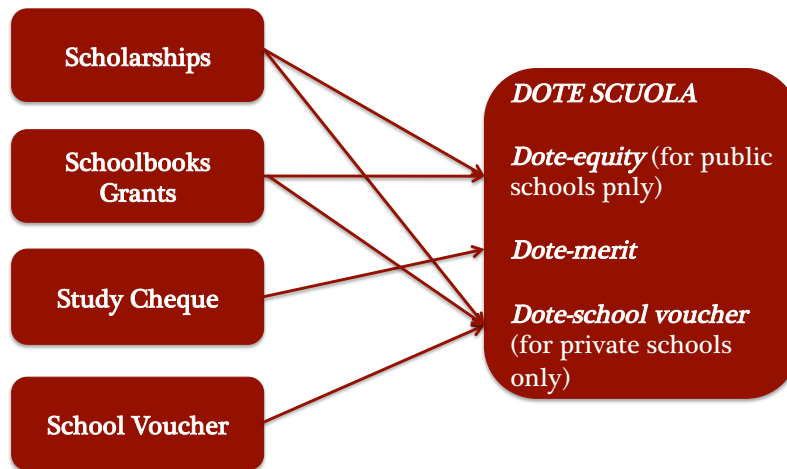 Scholarships
Schoolbooks
Grants
Study Cheque
School Voucher
DOTE SCUOLA
Dote-equity (for public
schools pnly)
Dote-merit
Dote-school voucher
(for private schools
only)